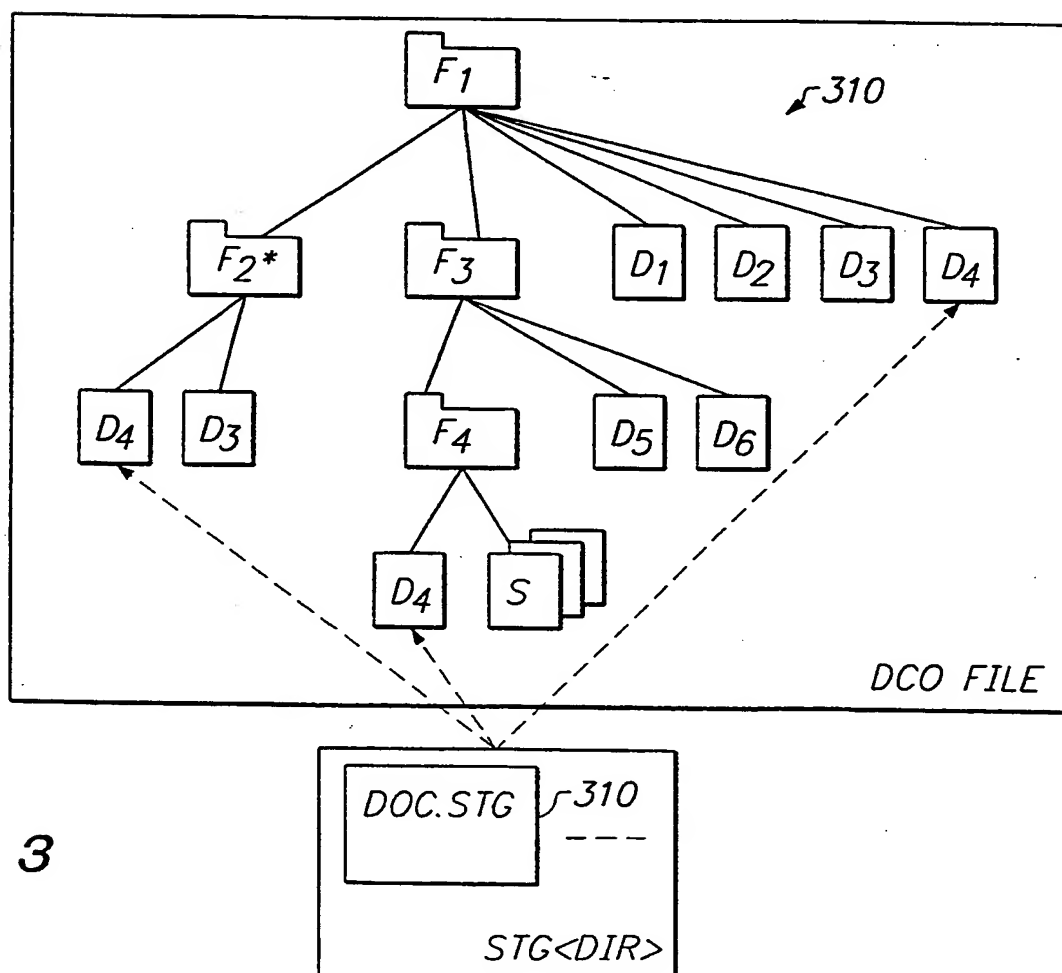 F1
310
F2*
F3
D1
D2
D3
D4
D4
D3
F4
D5
D6
D4
S
DCO FILE
DOC.STG
310
STG<DIR>
3